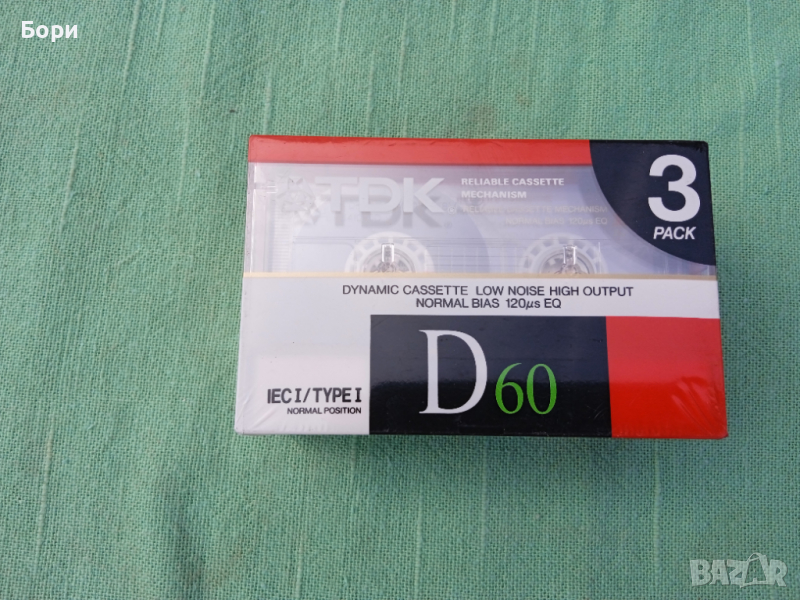 Бори
TDK
RELIABLE CASSETTE
MECHANISM
3
PACK
DYNAMIC CASSETTE LOW NOISE HIGH OUTPUT
NORMAL BIAS 120µs EQ
IEC I/TYPE I
NORMAL POSITION
D60
BAZAR